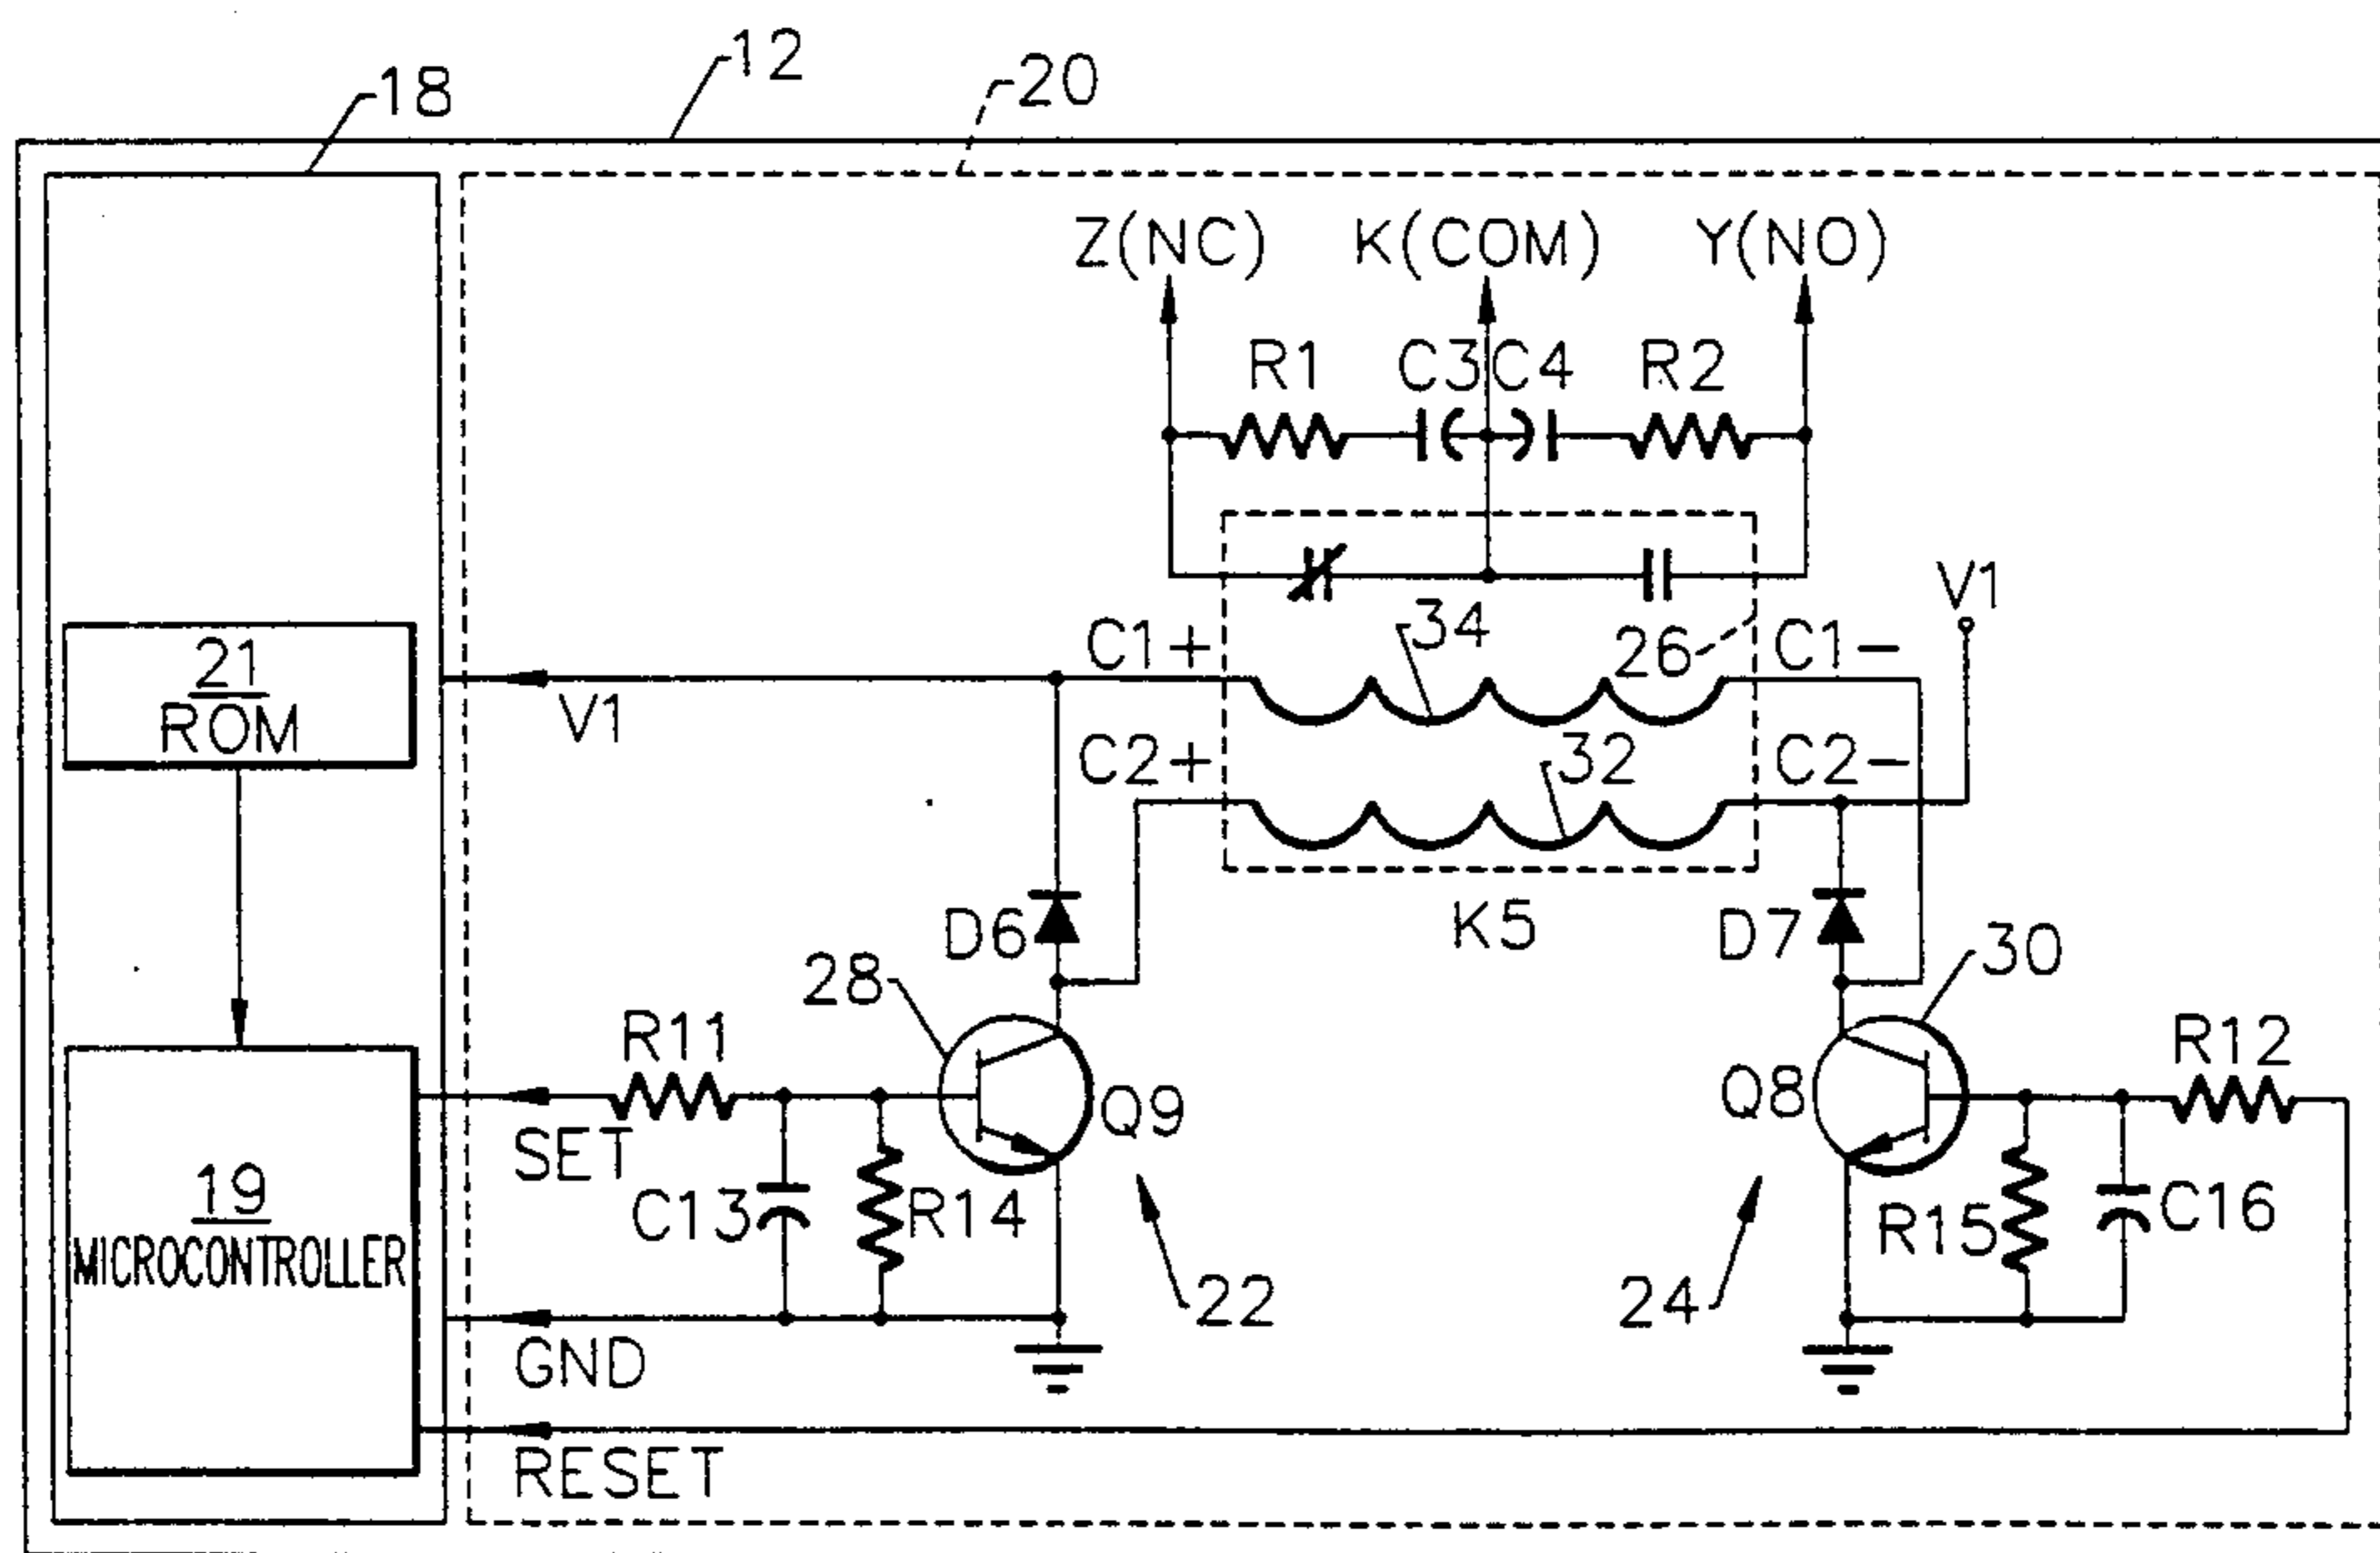 12
18
20
Z(NC) K(COM) Y(NO)
R1 C3 C4 R2
V1
34
C1+ 26 C1-
21
ROM
V1
C2+ 32 C2-
D6 K5 D7 30
28
R11 R12
Q9 Q8
SET
19
MICROCONTROLLER
C13 R14 R15 C16
22 24
GND
RESET